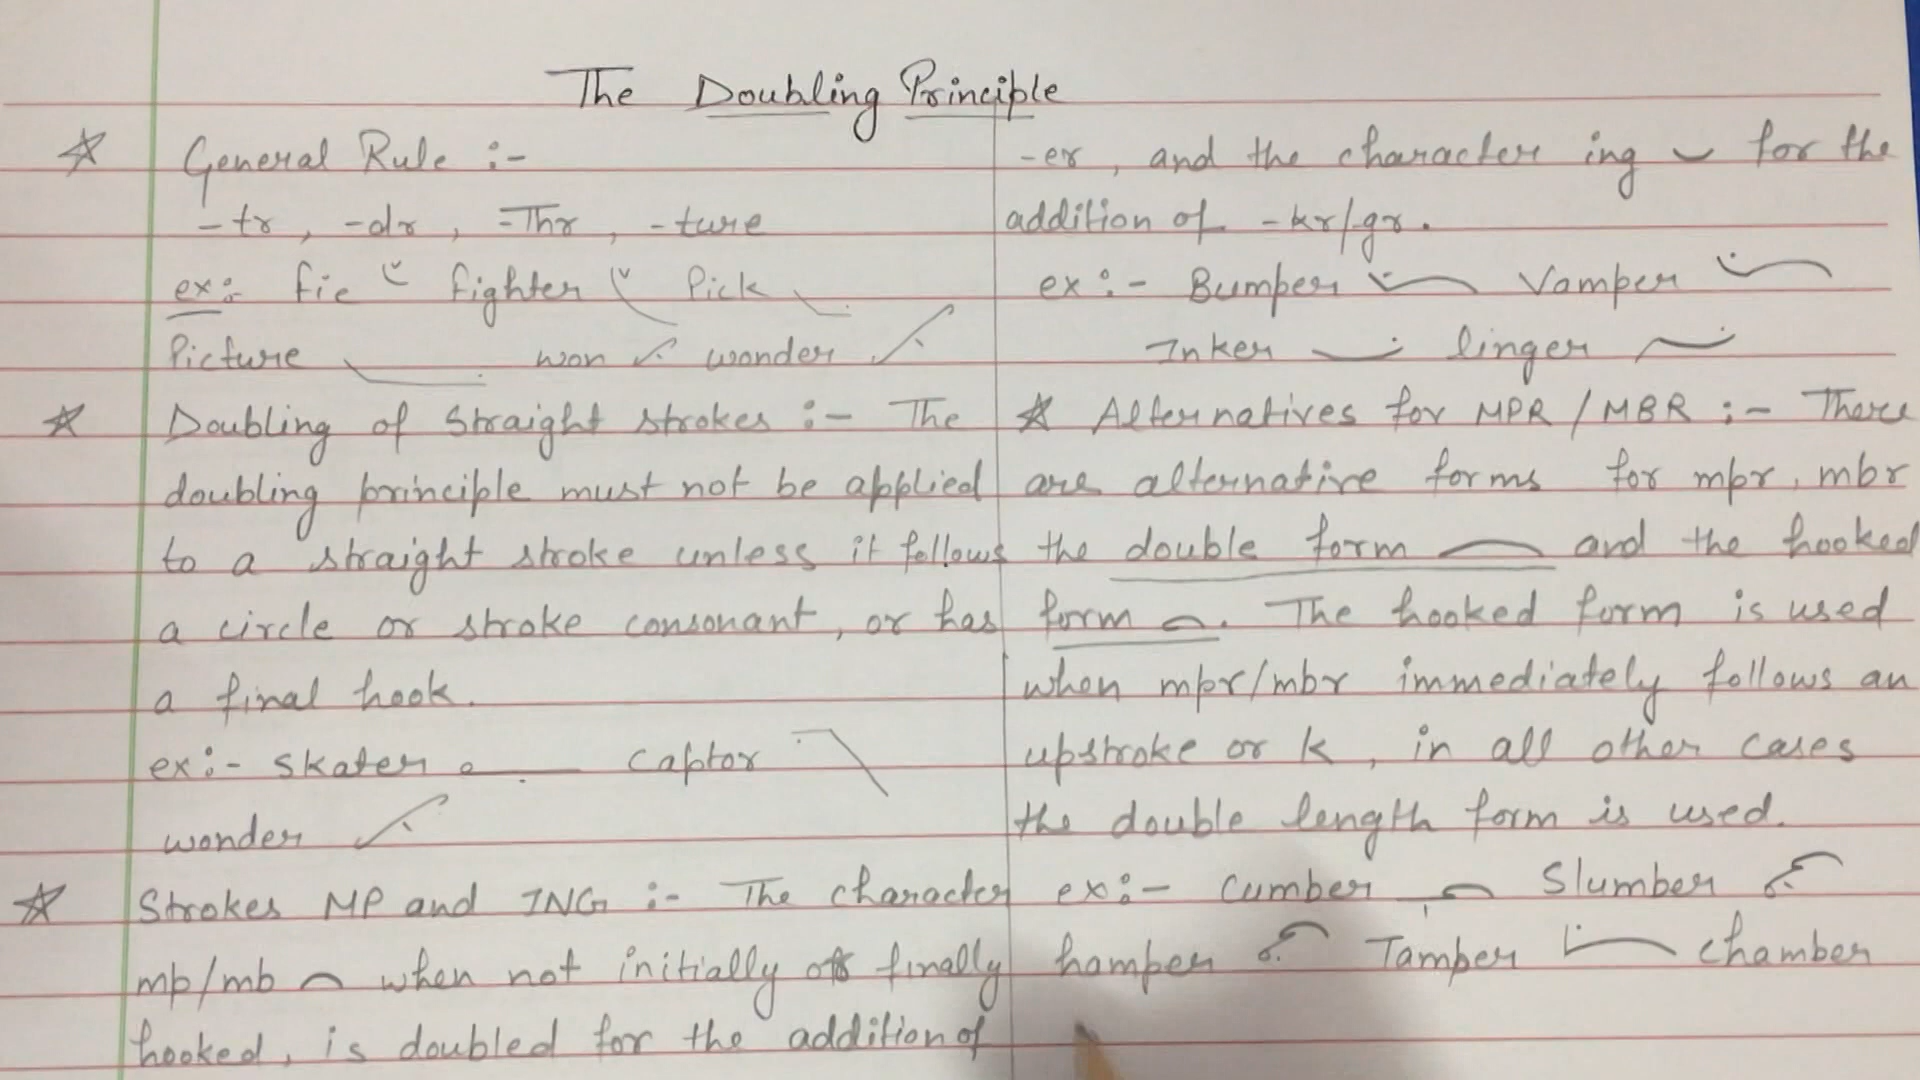 The Doubling Principle
General Rule :-
-tr, -dr, -Thr, -ture
ex:- fie fighter Pick
Picture won wonder
Doubling of straight strokes :- The
doubling principle must not be applied
to a straight stroke unless it follows
a circle or stroke consonant, or has
a final hook.
ex:- skater captor
wonder
Strokes MP and ING :- The character
mp/mb when not initially or finally
hooked, is doubled for the addition of
-er, and the character ing for the
addition of -kr/gr.
ex:- Bumper Vamper
Inker linger
Alternatives for MPR/MBR :- There
are alternative forms for mpr, mbr
the double form and the hooked
form . The hooked form is used
when mpr/mbr immediately follows an
upstroke or k, in all other cases
the double length form is used.
ex:- Cumber Slumber
hamper Tamper chamber